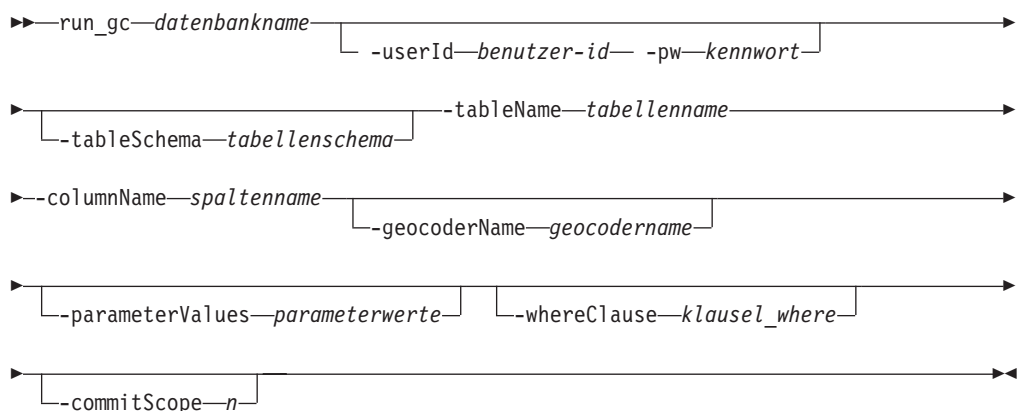 run_gc datenbankname
-userId benutzer-id -pw kennwort
-tableName tabellenname
-tableSchema tabellenschema
-columnName spaltenname
-geocoderName geocodername
-parameterValues parameterwerte -whereClause klausel_where
-commitScope n